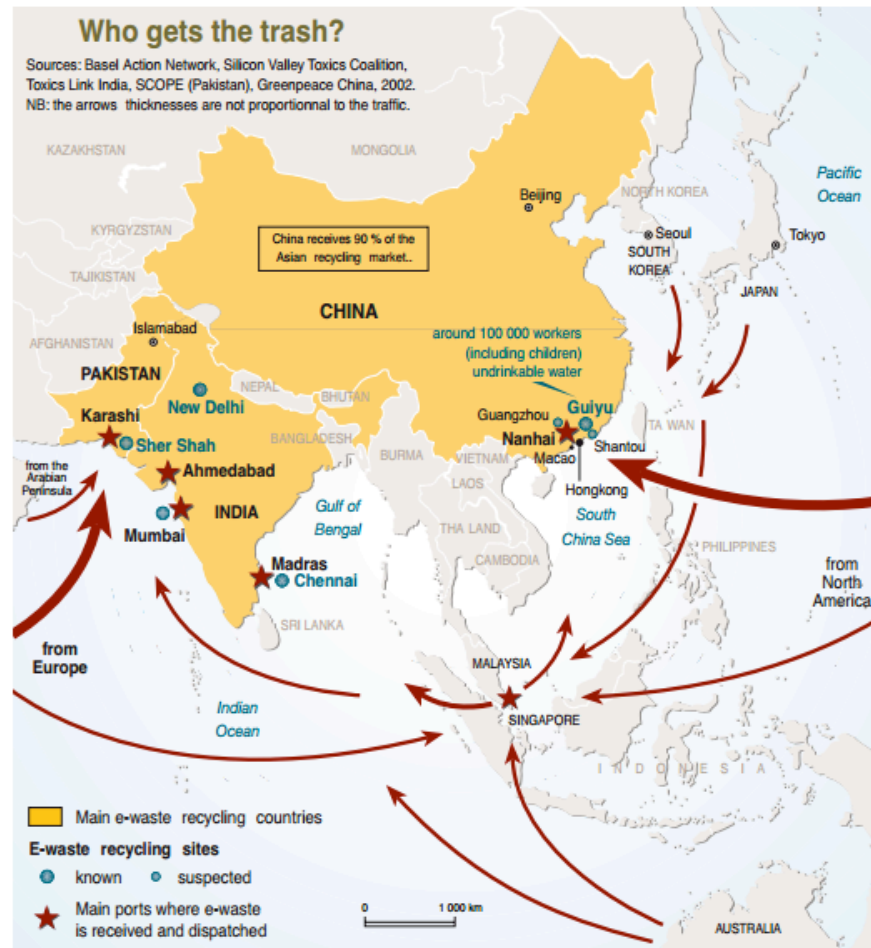 Who gets the trash?
Sources: Basel Action Network, Silicon Valley Toxics Coalition,
Toxics Link India, SCOPE (Pakistan), Greenpeace China, 2002.
NB: the arrows thicknesses are not proportionnal to the traffic.
KAZAKHSTAN
MONGOLIA
Pacific
Ocean
Beijing
NORTH KOREA
KYRGYZSTAN
China receives 90 % of the
Asian recycling market..
Seoul
SOUTH
KOREA
Tokyo
TAJIKISTAN
JAPAN
CHINA
Islamabad
AFGHANISTAN
around 100 000 workers
(including children)
undrinkable water
PAKISTAN
NEPAL
BHUTAN
New Delhi
Karashi
Guangzhou
Guiyu
TA WAN
Sher Shah
BANGLADESH
Nanhai
Shantou
Macao
BURMA
VIETNAM
from the
Arabian
Peninsula
Ahmedabad
LAOS
Hongkong
INDIA
Gulf of
Bengal
South
China Sea
Mumbai
THA LAND
PHILIPPINES
Madras
CAMBODIA
Chennai
from
North
America
SRI LANKA
from
Europe
MALAYSIA
Indian
Ocean
SINGAPORE
INDONESIA
Main e-waste recycling countries
E-waste recycling sites
known
suspected
Main ports where e-waste
is received and dispatched
0
1 000 km
AUSTRALIA